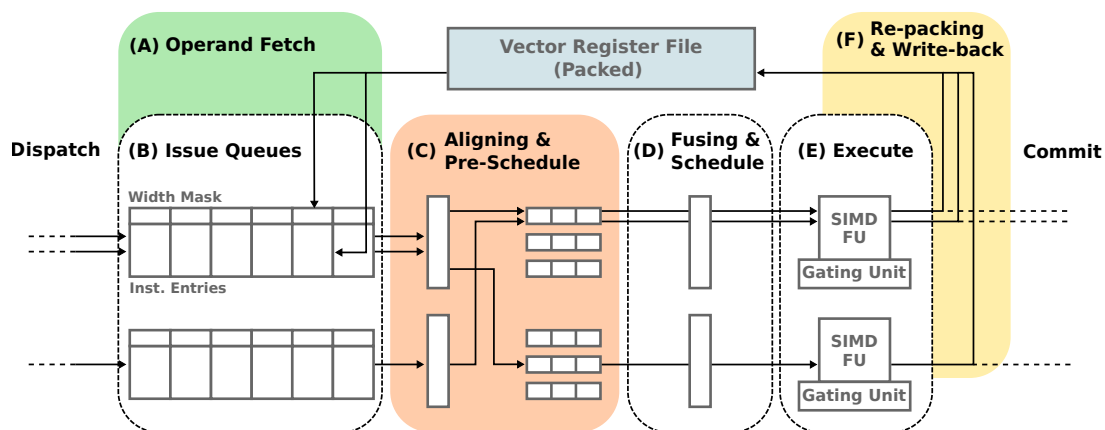 (A) Operand Fetch
Vector Register File
(Packed)
(F) Re-packing
& Write-back
Dispatch
(B) Issue Queues
(C) Aligning &
Pre-Schedule
(D) Fusing &
Schedule
(E) Execute
Commit
Width Mask
Inst. Entries
SIMD
FU
Gating Unit
SIMD
FU
Gating Unit